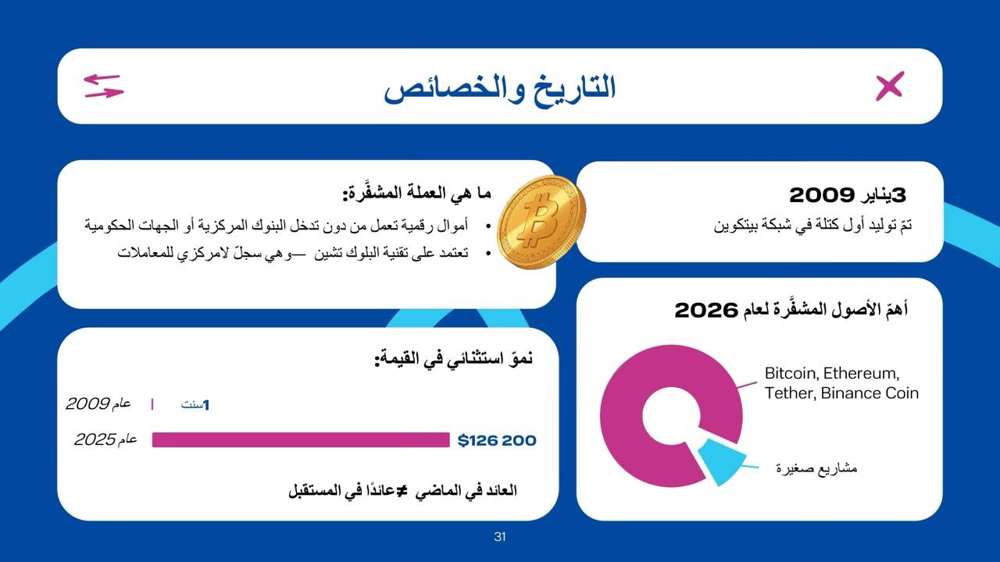 التاريخ والخصائص
3يناير 2009
تمّ توليد أول كتلة في شبكة بيتكوين
ما هي العملة المشفَّرة:
• أموال رقمية تعمل من دون تدخل البنوك المركزية أو الجهات الحكومية
• تعتمد على تقنية البلوك تشين —وهي سجلّ لامركزي للمعاملات
أهمّ الأصول المشفَّرة لعام 2026
Bitcoin, Ethereum,
Tether, Binance Coin
مشاريع صغيرة
نموّ استثنائي في القيمة:
عام 2009
1سنت
عام 2025
$126 200
العائد في الماضي ≠عائدًا في المستقبل
31